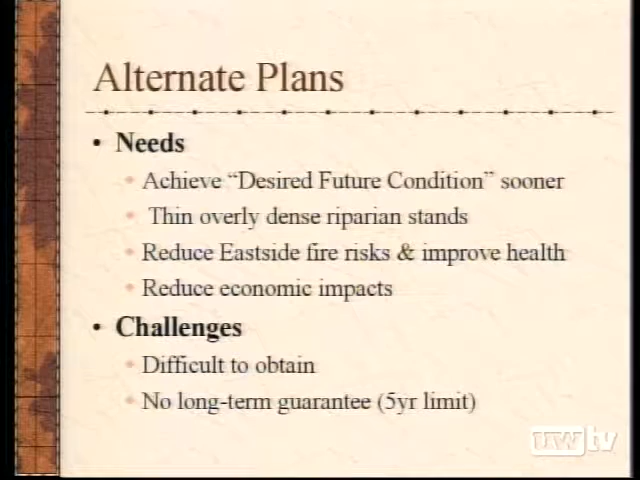 Alternate Plans
• Needs
• Achieve “Desired Future Condition” sooner
• Thin overly dense riparian stands
• Reduce Eastside fire risks & improve health
• Reduce economic impacts
• Challenges
• Difficult to obtain
• No long-term guarantee (5yr limit)
uwtv